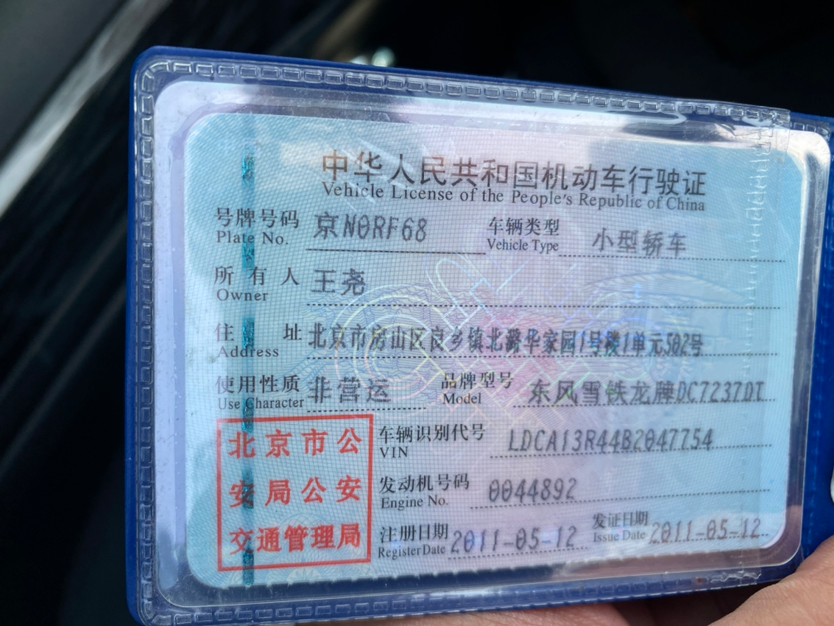 中华人民共和国机动车行驶证
Vehicle License of the People's Republic of China
号牌号码 京N0RF68 车辆类型 小型轿车
Plate No. Vehicle Type
所有人 王尧
Owner
住址 北京市房山区良乡镇北潞华家园1号楼1单元502号
Address
使用性质 非营运 品牌型号 东风雪铁龙牌DC7237DT
Use Character Model
北京市公
安局公安
交通管理局
车辆识别代号 LDCA13R44B2047754
VIN
发动机号码 0044892
Engine No.
注册日期 2011-05-12 发证日期 2011-05-12
Register Date Issue Date